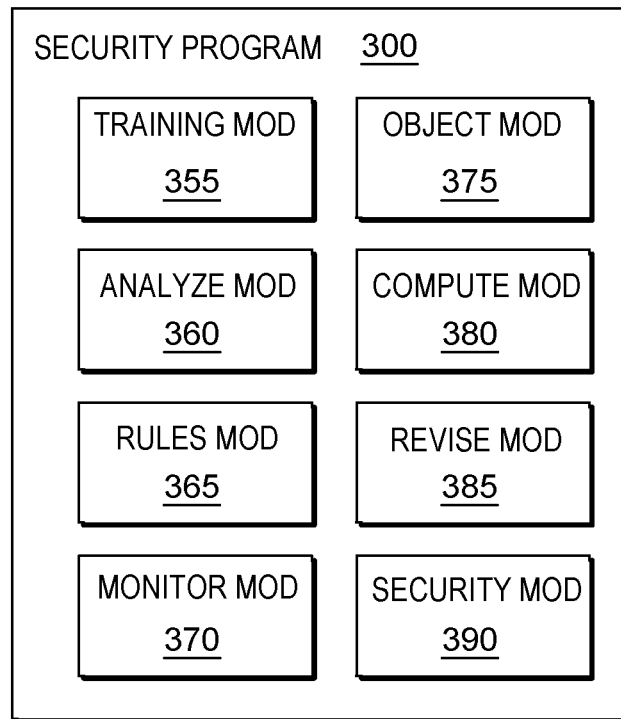 SECURITY PROGRAM 300
TRAINING MOD
355
OBJECT MOD
375
ANALYZE MOD
360
COMPUTE MOD
380
RULES MOD
365
REVISE MOD
385
MONITOR MOD
370
SECURITY MOD
390